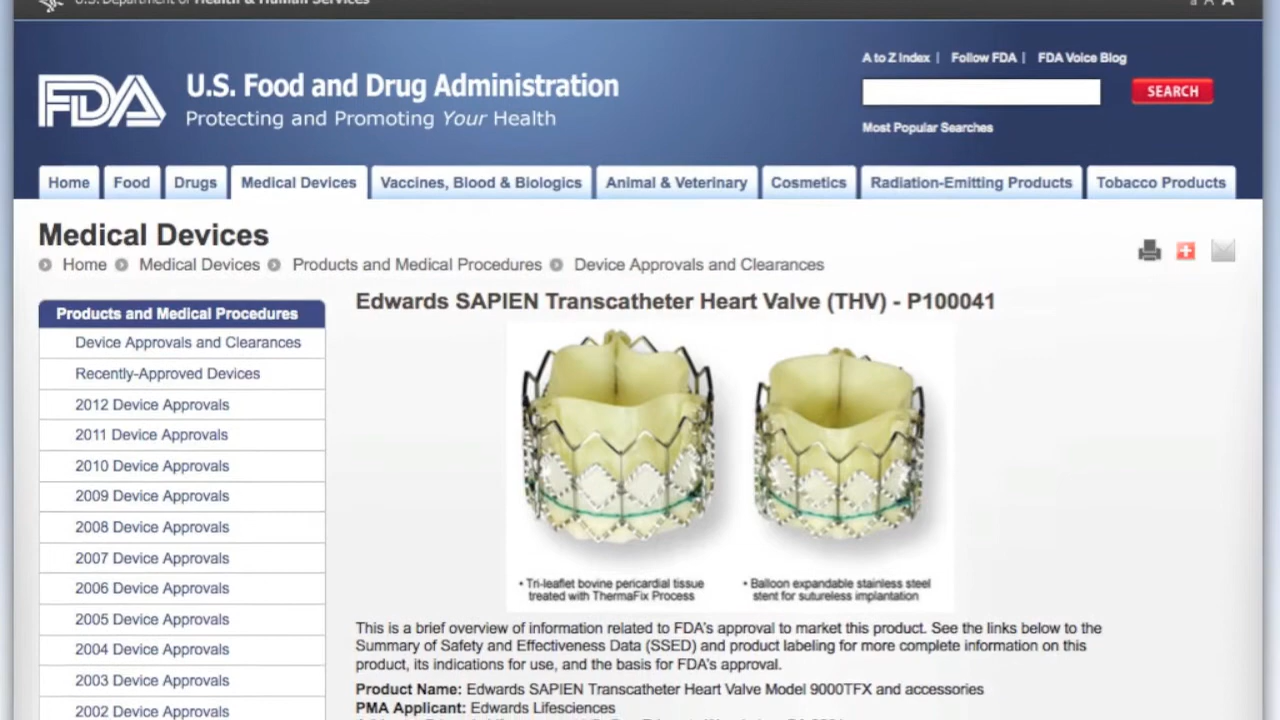 U.S. Department of Health & Human Services
a A A
A to Z Index | Follow FDA | FDA Voice Blog
FDA U.S. Food and Drug Administration
Protecting and Promoting Your Health
SEARCH
Most Popular Searches
Home Food Drugs Medical Devices Vaccines, Blood & Biologics Animal & Veterinary Cosmetics Radiation-Emitting Products Tobacco Products
Medical Devices
Home Medical Devices Products and Medical Procedures Device Approvals and Clearances
Products and Medical Procedures
Device Approvals and Clearances
Recently-Approved Devices
2012 Device Approvals
2011 Device Approvals
2010 Device Approvals
2009 Device Approvals
2008 Device Approvals
2007 Device Approvals
2006 Device Approvals
2005 Device Approvals
2004 Device Approvals
2003 Device Approvals
2002 Device Approvals
Edwards SAPIEN Transcatheter Heart Valve (THV) - P100041
• Tri-leaflet bovine pericardial tissue
treated with ThermaFix Process
• Balloon expandable stainless steel
stent for sutureless implantation
This is a brief overview of information related to FDA's approval to market this product. See the links below to the
Summary of Safety and Effectiveness Data (SSED) and product labeling for more complete information on this
product, its indications for use, and the basis for FDA's approval.
Product Name: Edwards SAPIEN Transcatheter Heart Valve Model 9000TFX and accessories
PMA Applicant: Edwards Lifesciences